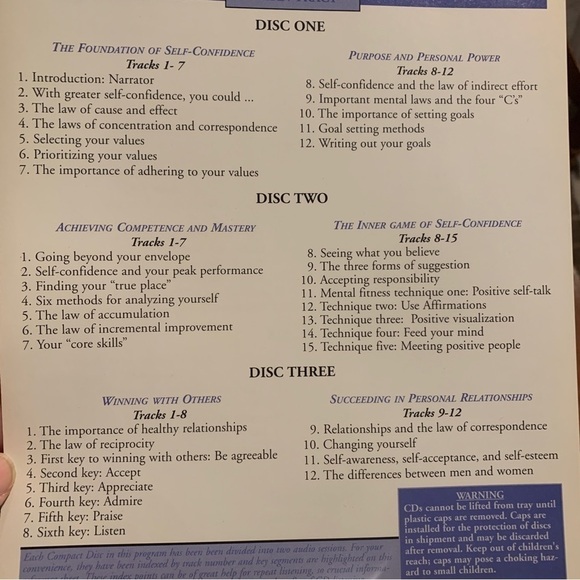 DISC ONE
THE FOUNDATION OF SELF-CONFIDENCE
Tracks 1- 7
1. Introduction: Narrator
2. With greater self-confidence, you could ...
3. The law of cause and effect
4. The laws of concentration and correspondence
5. Selecting your values
6. Prioritizing your values
7. The importance of adhering to your values
PURPOSE AND PERSONAL POWER
Tracks 8-12
8. Self-confidence and the law of indirect effort
9. Important mental laws and the four "C's"
10. The importance of setting goals
11. Goal setting methods
12. Writing out your goals
DISC TWO
ACHIEVING COMPETENCE AND MASTERY
Tracks 1-7
1. Going beyond your envelope
2. Self-confidence and your peak performance
3. Finding your "true place"
4. Six methods for analyzing yourself
5. The law of accumulation
6. The law of incremental improvement
7. Your "core skills"
THE INNER GAME OF SELF-CONFIDENCE
Tracks 8-15
8. Seeing what you believe
9. The three forms of suggestion
10. Accepting responsibility
11. Mental fitness technique one: Positive self-talk
12. Technique two: Use Affirmations
13. Technique three: Positive visualization
14. Technique four: Feed your mind
15. Technique five: Meeting positive people
DISC THREE
WINNING WITH OTHERS
Tracks 1-8
1. The importance of healthy relationships
2. The law of reciprocity
3. First key to winning with others: Be agreeable
4. Second key: Accept
5. Third key: Appreciate
6. Fourth key: Admire
7. Fifth key: Praise
8. Sixth key: Listen
SUCCEEDING IN PERSONAL RELATIONSHIPS
Tracks 9-12
9. Relationships and the law of correspondence
10. Changing yourself
11. Self-awareness, self-acceptance, and self-esteem
12. The differences between men and women
WARNING
CDs cannot be lifted from tray until
plastic caps are removed. Caps are
installed for the protection of discs
in shipment and may be discarded
after removal. Keep out of children's
reach; caps may pose a choking haz-
ard to small children.
Each Compact Disc in this program has been divided into two audio sessions. For your
convenience, they have been indexed by track number and key segments are highlighted on this
These index points can be of great help for repeat listening, so crucial informa-